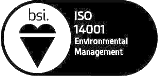 bsi.
ISO
14001
Environmental
Management